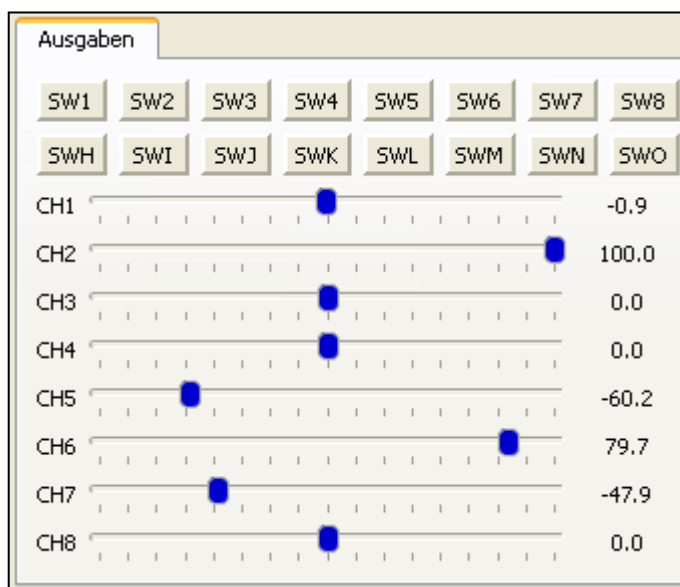 Ausgaben
SW1 SW2 SW3 SW4 SW5 SW6 SW7 SW8
SWH SWI SWJ SWK SWL SWM SWN SWO
CH1 -0.9
CH2 100.0
CH3 0.0
CH4 0.0
CH5 -60.2
CH6 79.7
CH7 -47.9
CH8 0.0